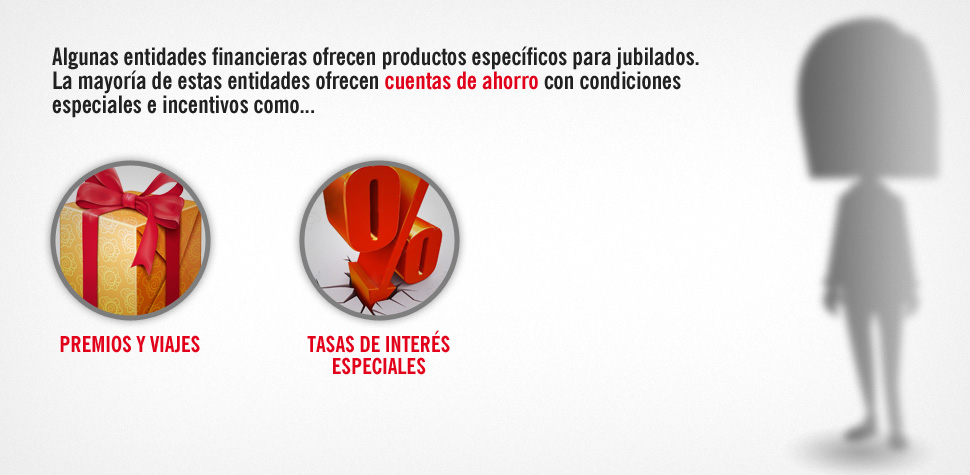 Algunas entidades financieras ofrecen productos específicos para jubilados.
La mayoría de estas entidades ofrecen cuentas de ahorro con condiciones
especiales e incentivos como...
%
PREMIOS Y VIAJES
TASAS DE INTERÉS
ESPECIALES